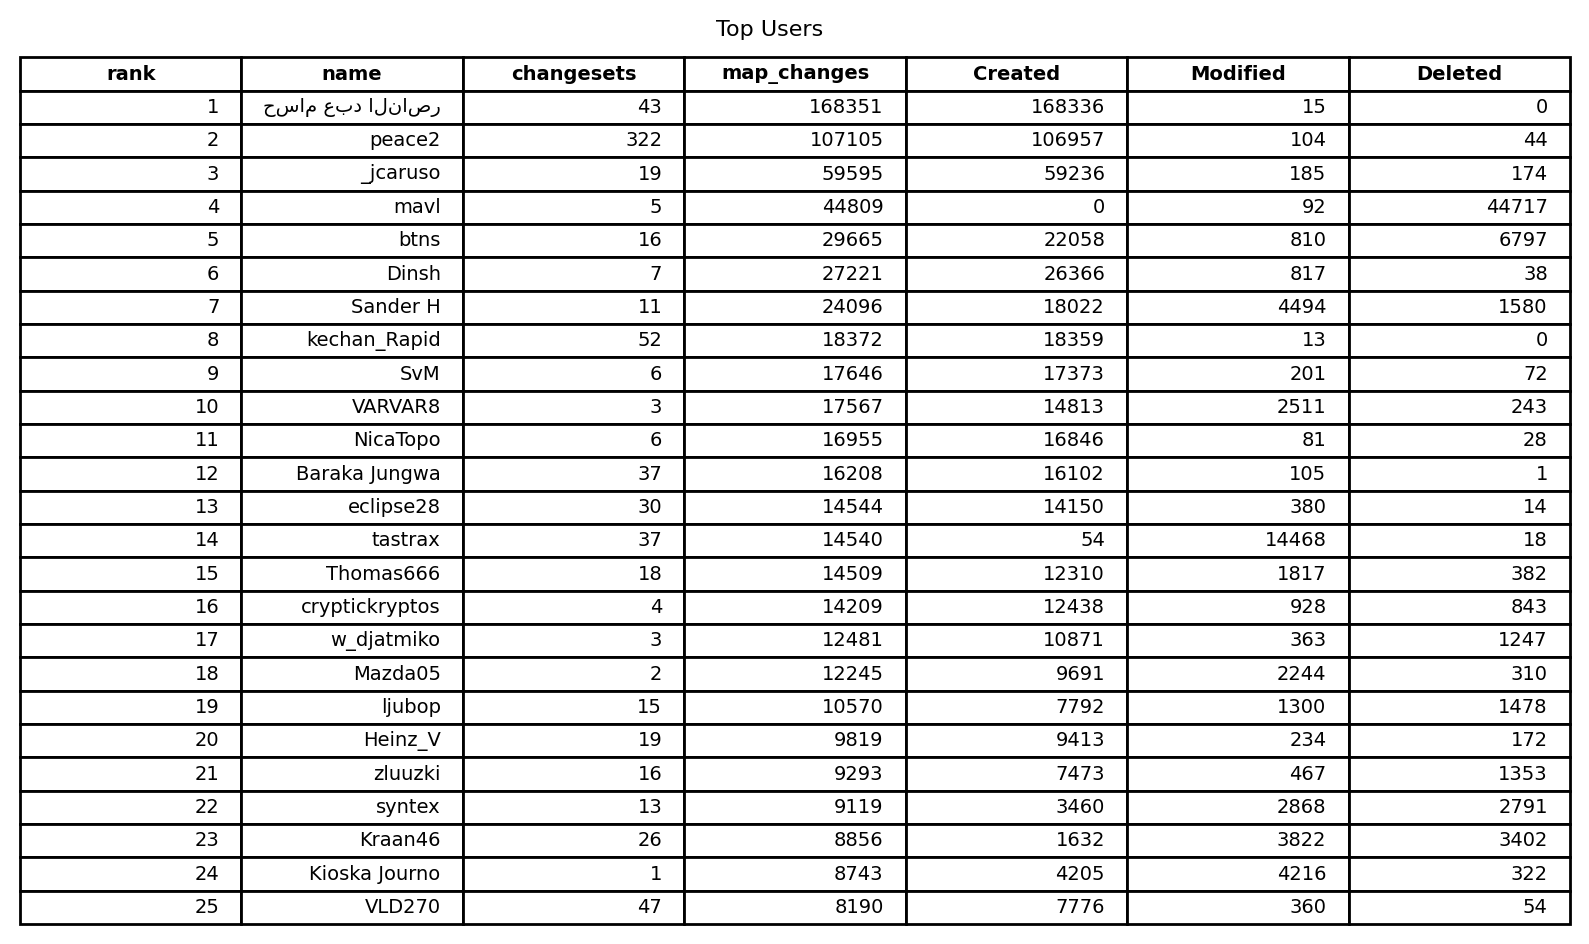 Top Users
rank name changesets map_changes Created Modified Deleted
1 حسام عبد الناصر 43 168351 168336 15 0
2 peace2 322 107105 106957 104 44
3 _jcaruso 19 59595 59236 185 174
4 mavl 5 44809 0 92 44717
5 btns 16 29665 22058 810 6797
6 Dinsh 7 27221 26366 817 38
7 Sander H 11 24096 18022 4494 1580
8 kechan_Rapid 52 18372 18359 13 0
9 SvM 6 17646 17373 201 72
10 VARVAR8 3 17567 14813 2511 243
11 NicaTopo 6 16955 16846 81 28
12 Baraka Jungwa 37 16208 16102 105 1
13 eclipse28 30 14544 14150 380 14
14 tastrax 37 14540 54 14468 18
15 Thomas666 18 14509 12310 1817 382
16 cryptickryptos 4 14209 12438 928 843
17 w_djatmiko 3 12481 10871 363 1247
18 Mazda05 2 12245 9691 2244 310
19 ljubop 15 10570 7792 1300 1478
20 Heinz_V 19 9819 9413 234 172
21 zluuzki 16 9293 7473 467 1353
22 syntex 13 9119 3460 2868 2791
23 Kraan46 26 8856 1632 3822 3402
24 Kioska Journo 1 8743 4205 4216 322
25 VLD270 47 8190 7776 360 54